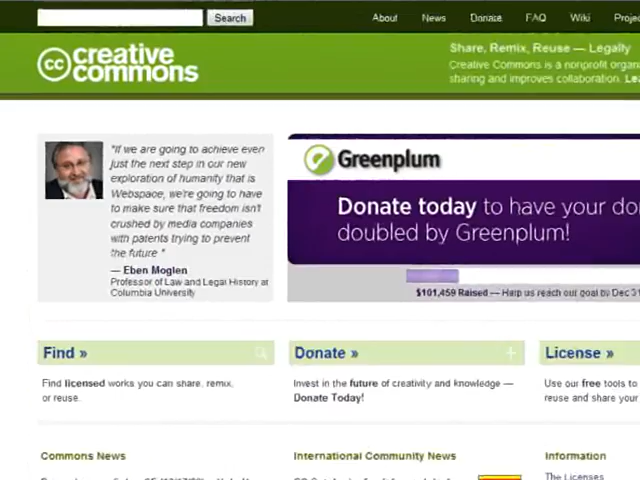 Search
About News Donate FAQ Wiki
cc creative commons
Share, Remix, Reuse — Legally
Creative Commons is a nonprofit
sharing and improves collaboration.
"If we are going to achieve even
just the next step in our new
exploration of humanity that is
Webspace, we're going to have
to make sure that freedom isn't
crushed by media companies
with patents trying to prevent
the future "
— Eben Moglen
Professor of Law and Legal History at
Columbia University
Greenplum
Donate today to have your
doubled by Greenplum!
$101,459 Raised — Help us reach our goal by Dec 31
Find »
Find licensed works you can share, remix,
or reuse.
Donate »
Invest in the future of creativity and knowledge —
Donate Today!
License »
Use our free tools to
reuse and share your
Commons News
International Community News
Information
The Licenses